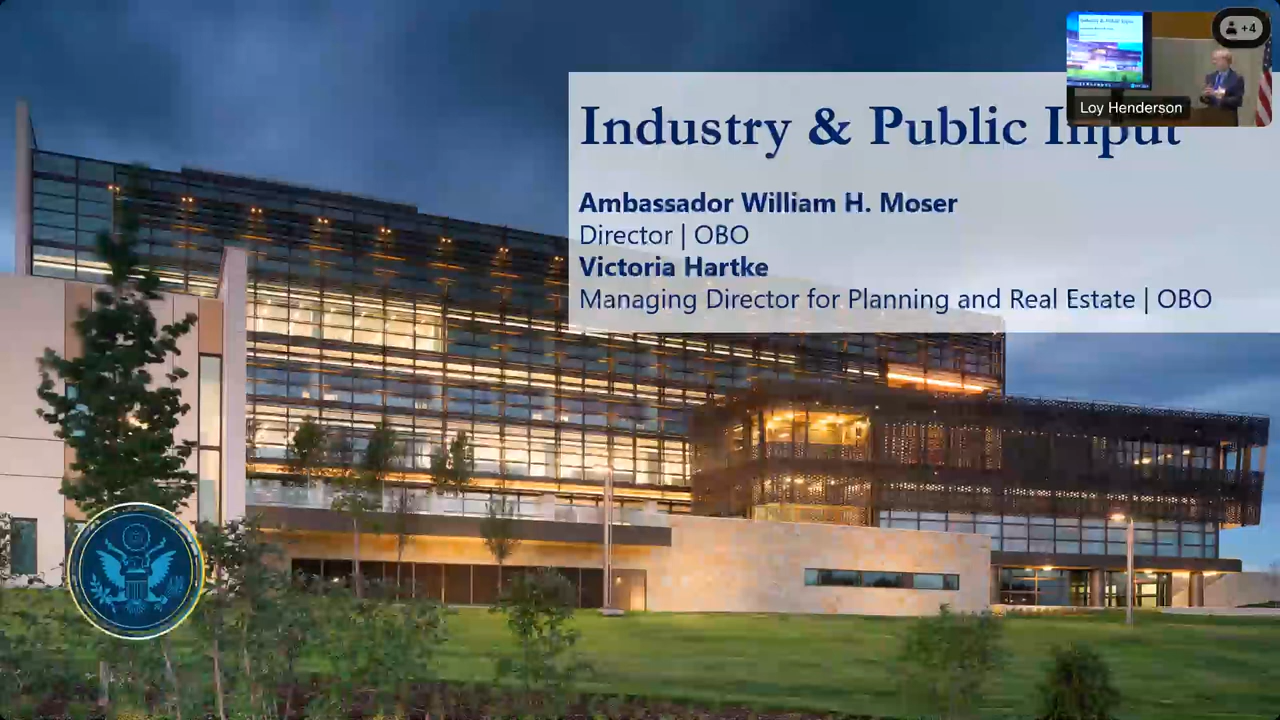 Industry & Public Input
Ambassador William H. Moser
Director | OBO
Victoria Hartke
Managing Director for Planning and Real Estate | OBO
+4
Loy Henderson